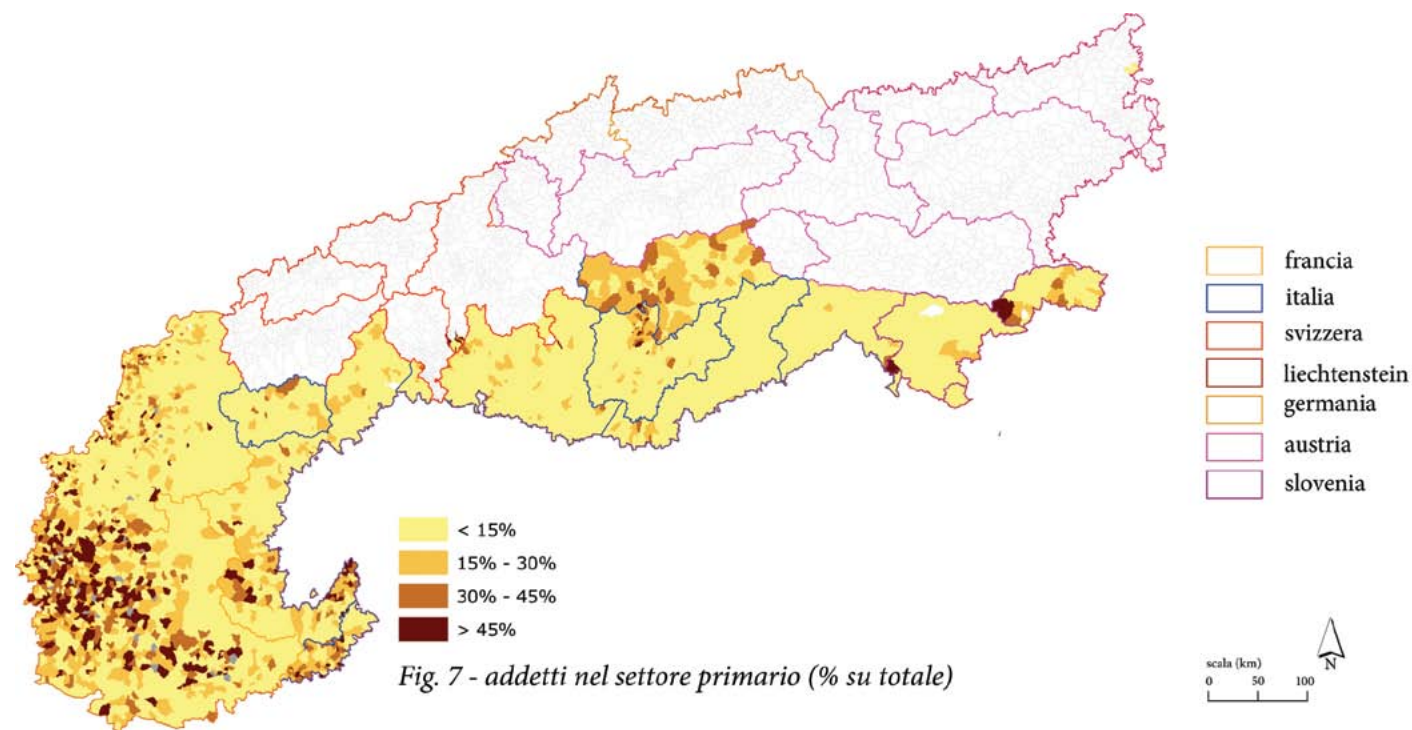 francia
italia
svizzera
liechtenstein
germania
austria
slovenia
< 15%
15% - 30%
30% - 45%
> 45%
Fig. 7 - addetti nel settore primario (% su totale)
scala (km)
0 50 100
N